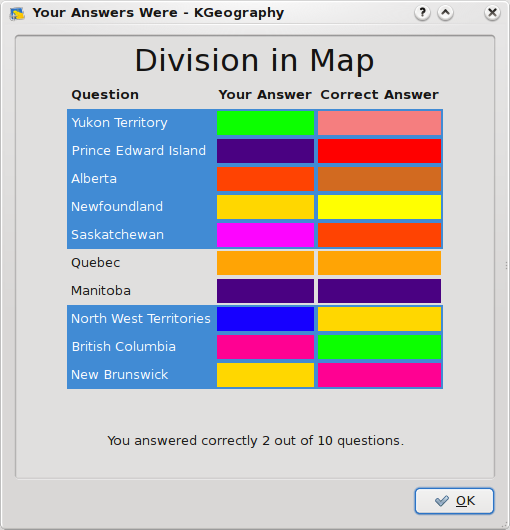 Your Answers Were - KGeography
Division in Map
Question Your Answer Correct Answer
Yukon Territory
Prince Edward Island
Alberta
Newfoundland
Saskatchewan
Quebec
Manitoba
North West Territories
British Columbia
New Brunswick
You answered correctly 2 out of 10 questions.
OK